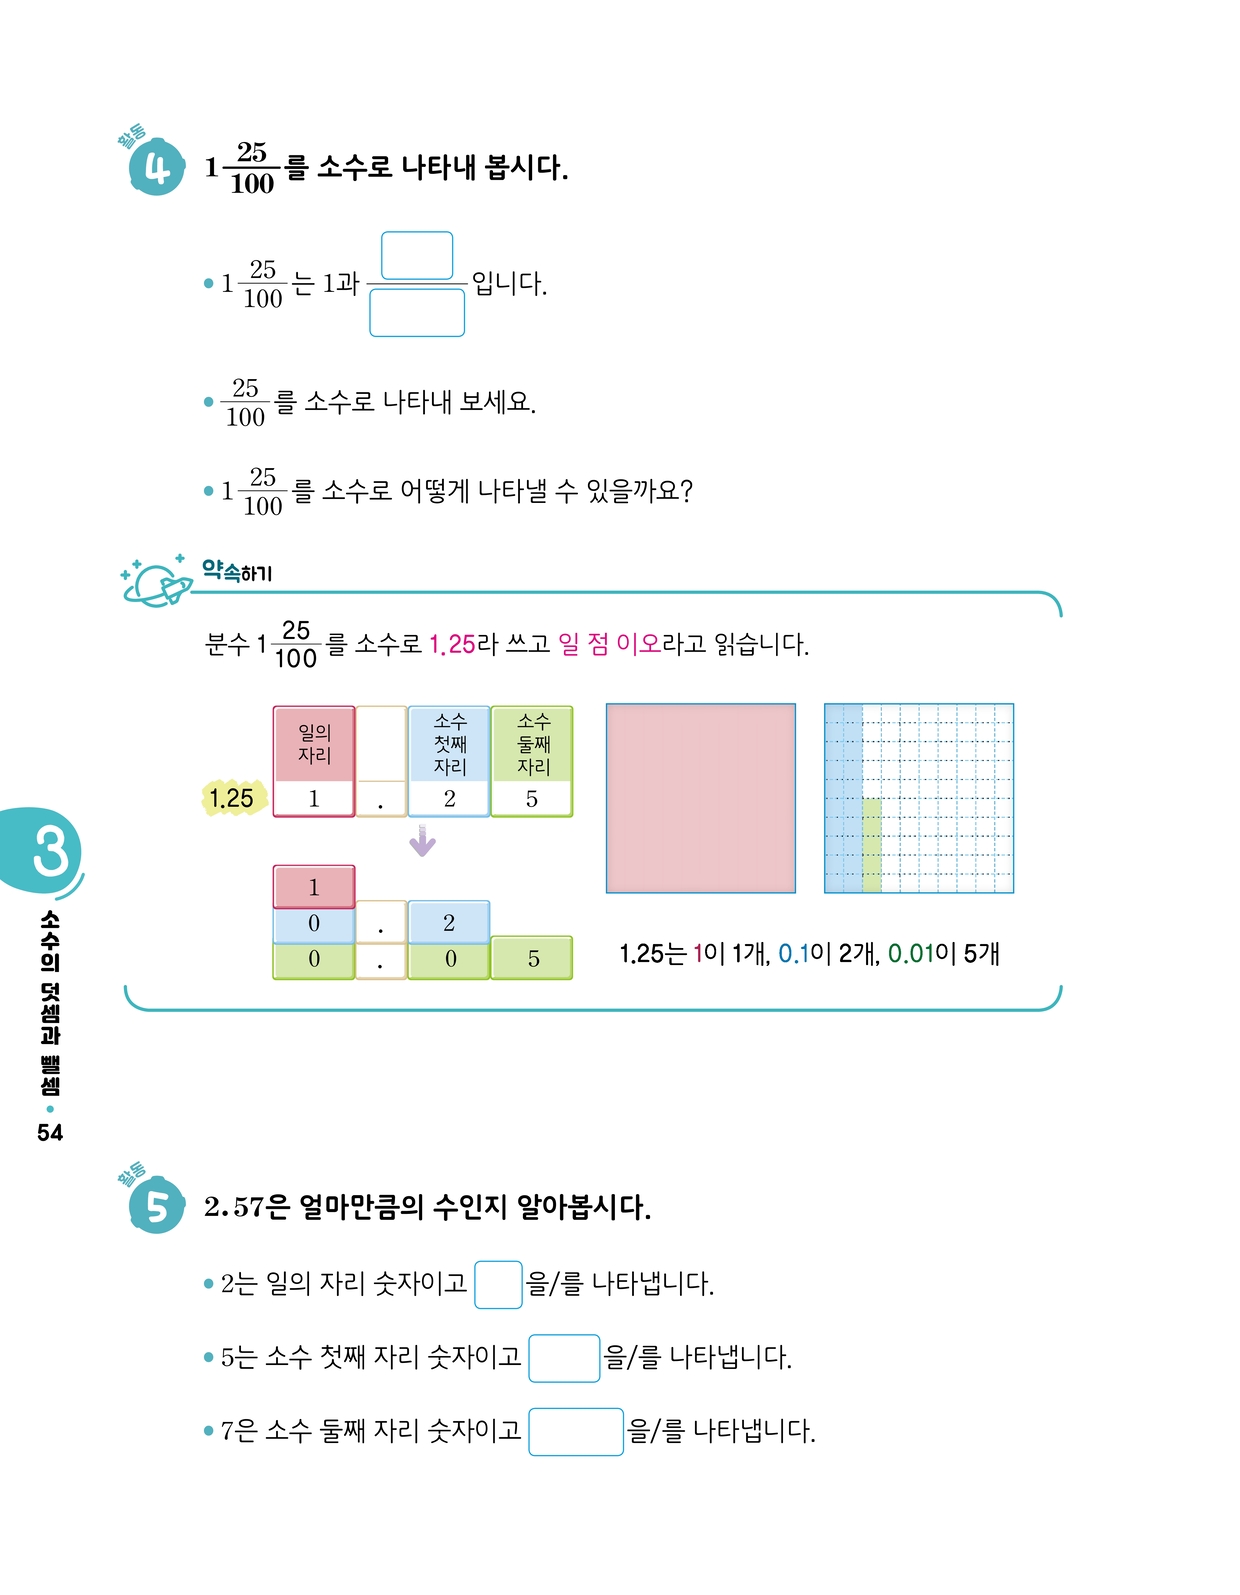 활동
4
1 25/100 를 소수로 나타내 봅시다.
1 25/100 는 1과 입니다.
25/100 를 소수로 나타내 보세요.
1 25/100 를 소수로 어떻게 나타낼 수 있을까요?
약속하기
분수 1 25/100 를 소수로 1.25라 쓰고 일 점 이오라고 읽습니다.
일의 자리
소수 첫째 자리
소수 둘째 자리
1.25
1 . 2 5
1
0 . 2
0 . 0 5
1.25는 1이 1개, 0.1이 2개, 0.01이 5개
3
소수의 덧셈과 뺄셈
54
활동
5
2.57은 얼마만큼의 수인지 알아봅시다.
2는 일의 자리 숫자이고 을/를 나타냅니다.
5는 소수 첫째 자리 숫자이고 을/를 나타냅니다.
7은 소수 둘째 자리 숫자이고 을/를 나타냅니다.